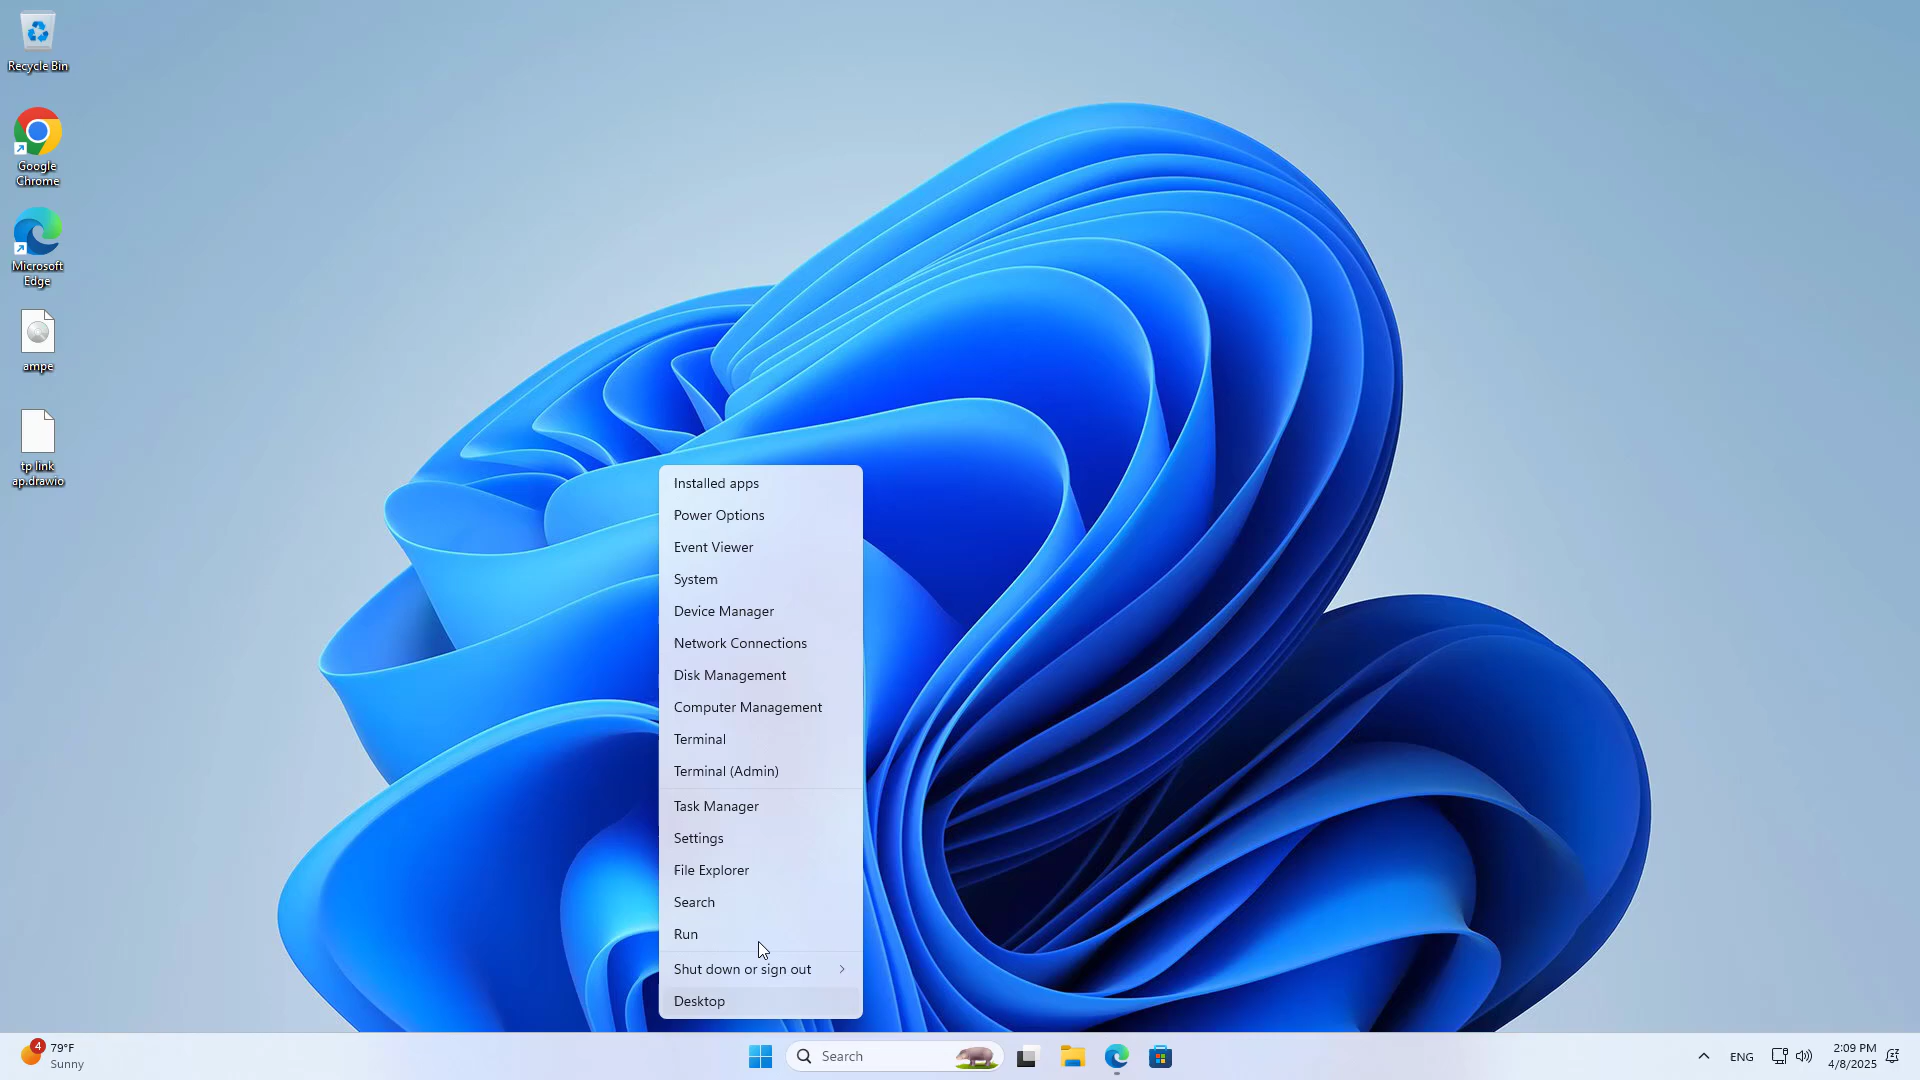 Recycle Bin
Google
Chrome
Microsoft
Edge
ampe
tp link
ap.drawio
Installed apps
Power Options
Event Viewer
System
Device Manager
Network Connections
Disk Management
Computer Management
Terminal
Terminal (Admin)
Task Manager
Settings
File Explorer
Search
Run
Shut down or sign out
Desktop
4
79°F
Sunny
Search
ENG
2:09 PM
4/8/2025